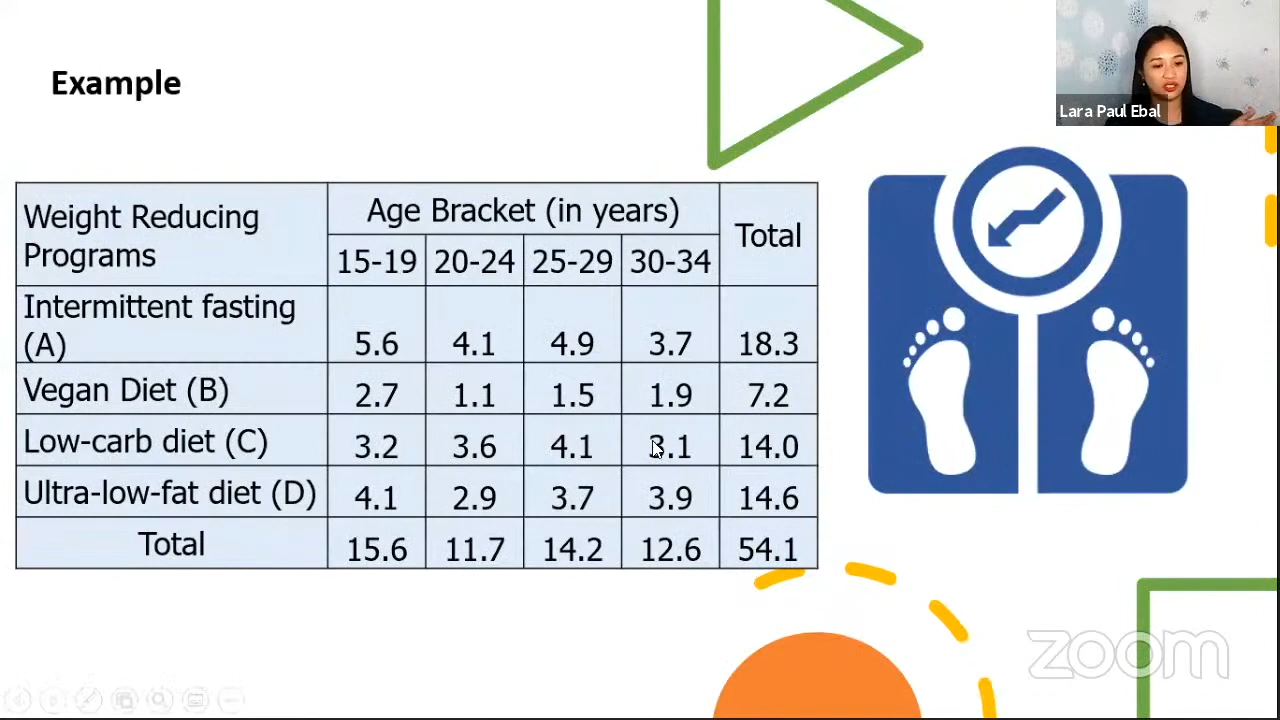 Example
Lara Paul Ebal
Weight Reducing
Programs
Age Bracket (in years)
Total
15-19 20-24 25-29 30-34
Intermittent fasting
(A) 5.6 4.1 4.9 3.7 18.3
Vegan Diet (B) 2.7 1.1 1.5 1.9 7.2
Low-carb diet (C) 3.2 3.6 4.1 3.1 14.0
Ultra-low-fat diet (D) 4.1 2.9 3.7 3.9 14.6
Total 15.6 11.7 14.2 12.6 54.1
zoom